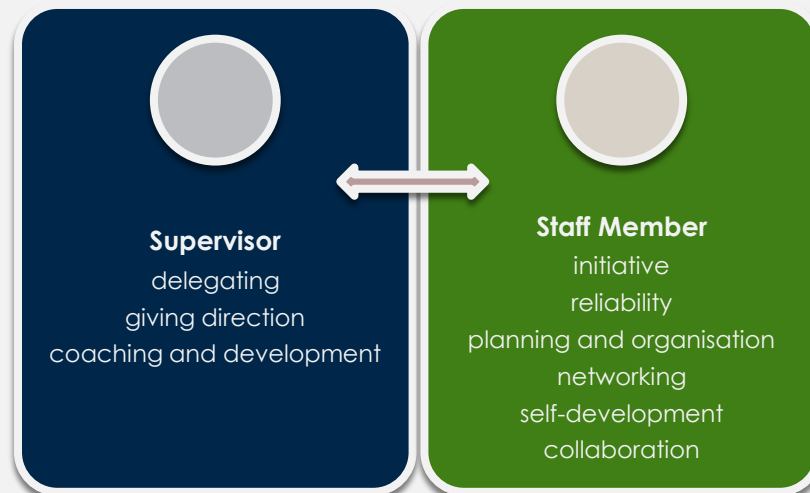 Supervisor
delegating
giving direction
coaching and development
Staff Member
initiative
reliability
planning and organisation
networking
self-development
collaboration